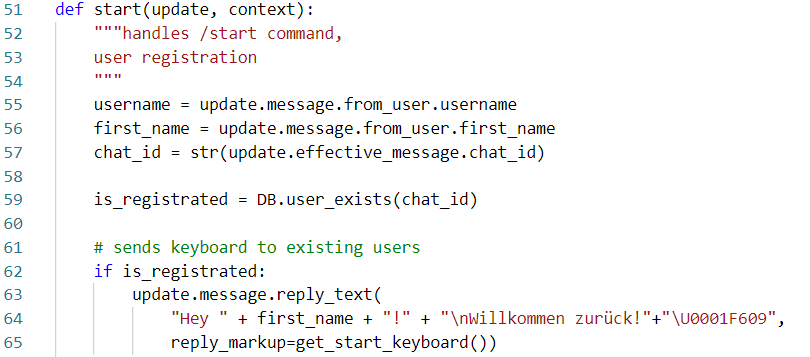 51 def start(update, context):
52 """handles /start command,
53 user registration
54 """
55 username = update.message.from_user.username
56 first_name = update.message.from_user.first_name
57 chat_id = str(update.effective_message.chat_id)
58
59 is_registrated = DB.user_exists(chat_id)
60
61 # sends keyboard to existing users
62 if is_registrated:
63 update.message.reply_text(
64 "Hey " + first_name + "!" + "\nWillkommen zurück!"+"\U0001F609",
65 reply_markup=get_start_keyboard())